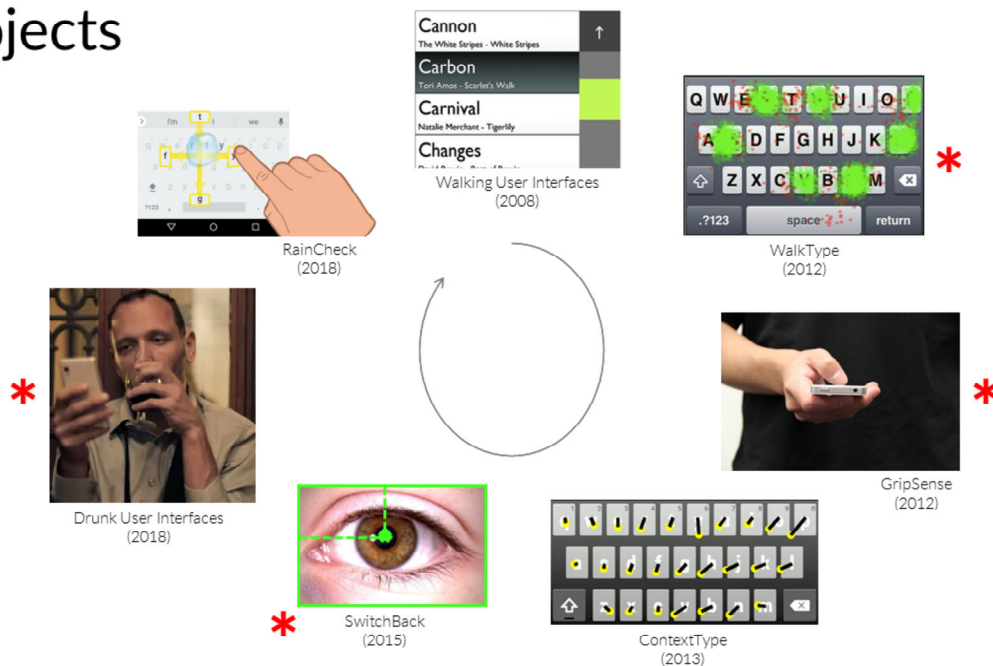 ojects
Cannon
The White Stripes - White Stripes
Carbon
Tori Amos - Scarlet's Walk
Carnival
Natalie Merchant - Tigerlily
Changes
Walking User Interfaces
(2008)
Q W E T U I O
A D F G H J K
Z X C V B M
.?123 space return
*
WalkType
(2012)
I'm I we
t
f y
g
?123
RainCheck
(2018)
*
GripSense
(2012)
*
Drunk User Interfaces
(2018)
*
SwitchBack
(2015)
ContextType
(2013)